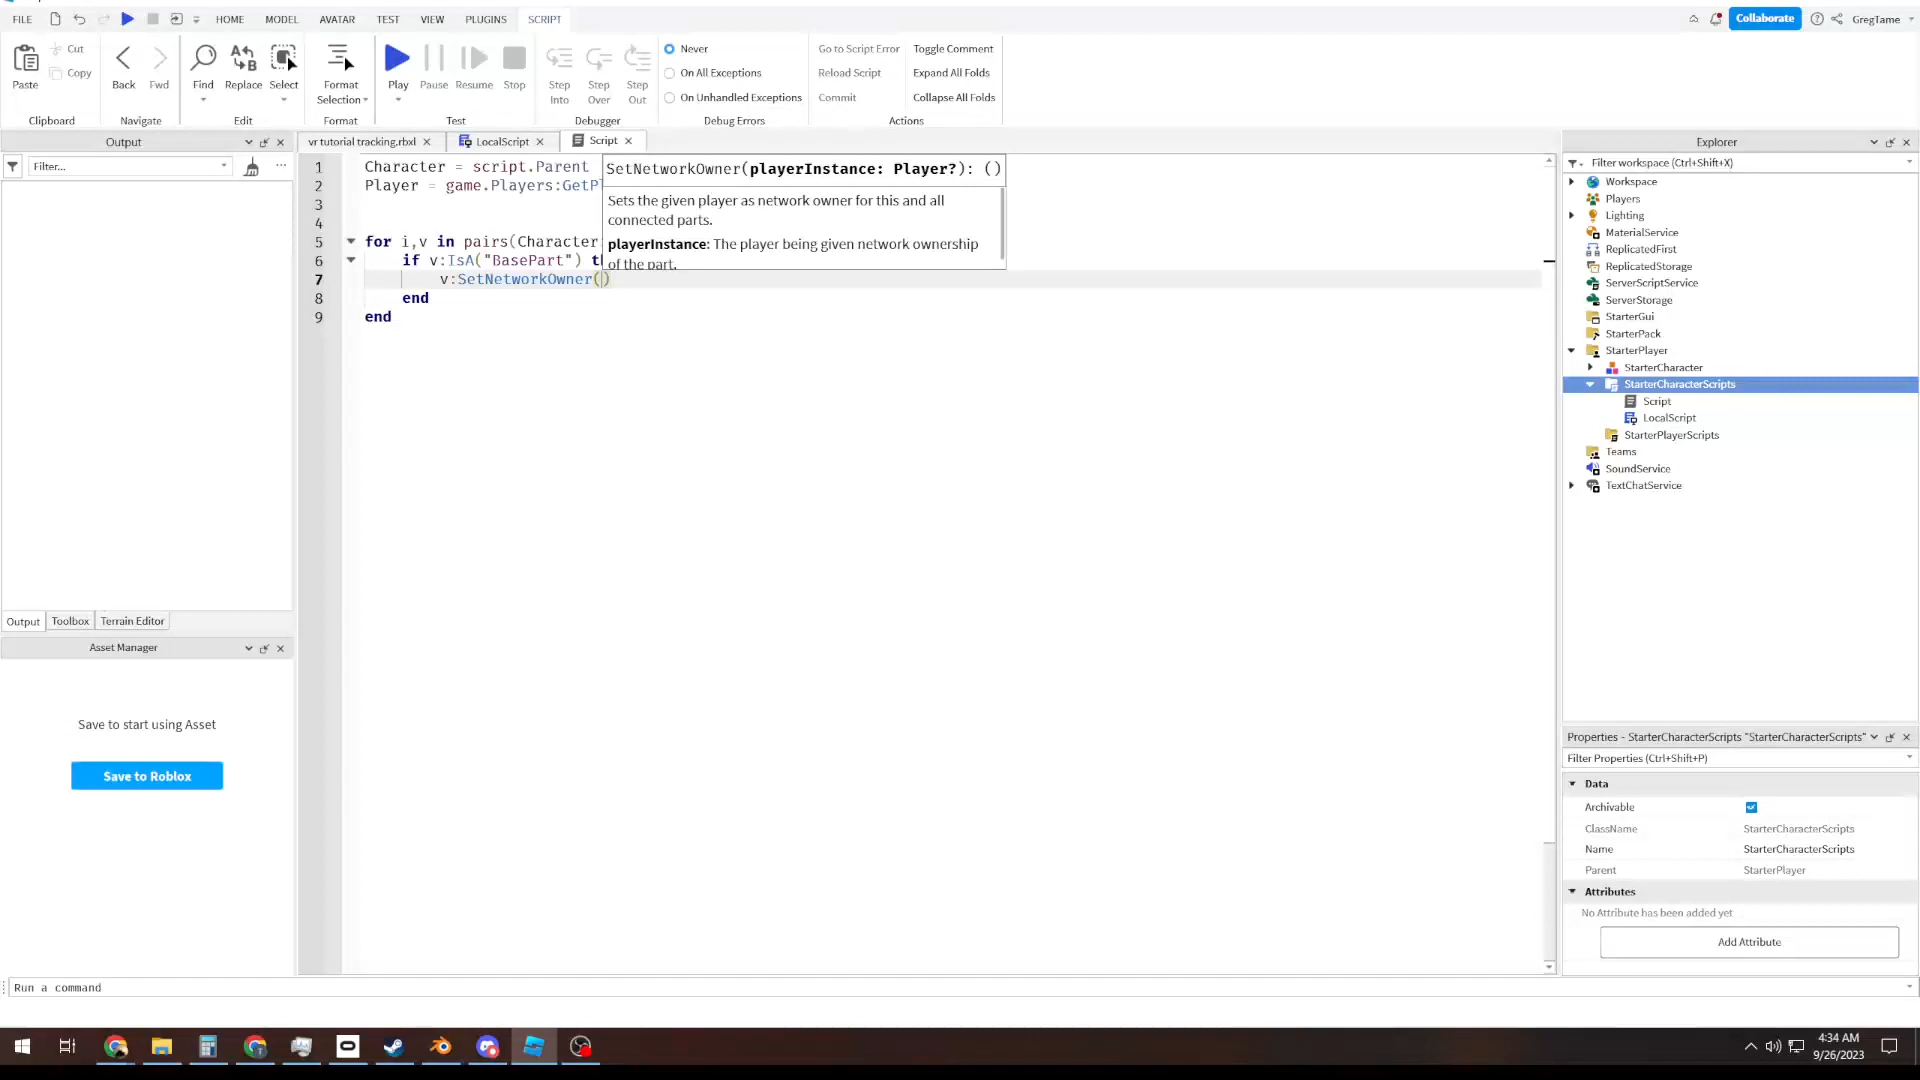 FILE HOME MODEL AVATAR TEST VIEW PLUGINS SCRIPT Collaborate GregTame
Cut
Copy
Paste
Back Fwd
Find Replace Select
Format Selection
Play Pause Resume Stop
Step Into Step Over Step Out
Never
On All Exceptions
On Unhandled Exceptions
Go to Script Error Toggle Comment
Reload Script Expand All Folds
Commit Collapse All Folds
Clipboard Navigate Edit Format Test Debugger Debug Errors Actions
Output
Filter...
vr tutorial tracking.rbxl LocalScript Script
1 Character = script.Parent
2 Player = game.Players:GetPl
3
4
5 for i,v in pairs(Character
6 if v:IsA("BasePart") th
7 v:SetNetworkOwner()
8 end
9 end
SetNetworkOwner(playerInstance: Player?): ()
Sets the given player as network owner for this and all
connected parts.
playerInstance: The player being given network ownership
of the part.
Output Toolbox Terrain Editor
Asset Manager
Save to start using Asset
Save to Roblox
Explorer
Filter workspace (Ctrl+Shift+X)
Workspace
Players
Lighting
MaterialService
ReplicatedFirst
ReplicatedStorage
ServerScriptService
ServerStorage
StarterGui
StarterPack
StarterPlayer
StarterCharacter
StarterCharacterScripts
Script
LocalScript
StarterPlayerScripts
Teams
SoundService
TextChatService
Properties - StarterCharacterScripts "StarterCharacterScripts"
Filter Properties (Ctrl+Shift+P)
Data
Archivable
ClassName StarterCharacterScripts
Name StarterCharacterScripts
Parent StarterPlayer
Attributes
No Attribute has been added yet
Add Attribute
Run a command
4:34 AM
9/26/2023